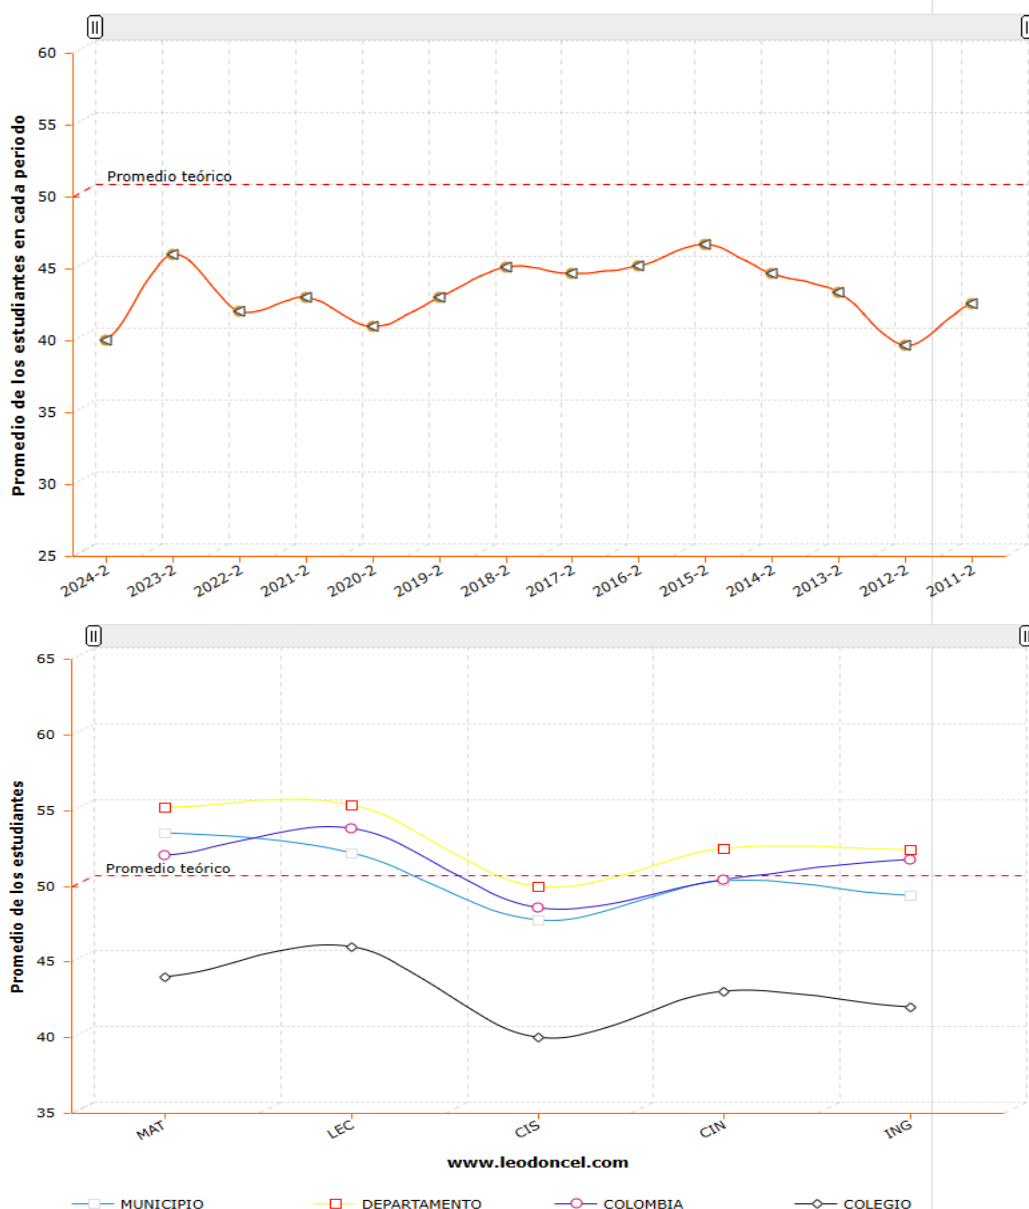 60
55
Promedio teórico
50
45
40
35
30
25
Promedio de los estudiantes en cada periodo
2024-2 2023-2 2022-2 2021-2 2020-2 2019-2 2018-2 2017-2 2016-2 2015-2 2014-2 2013-2 2012-2 2011-2
65
60
55
Promedio teórico
50
45
40
35
Promedio de los estudiantes
MAT LEC CIS CIN ING
www.leodoncel.com
MUNICIPIO DEPARTAMENTO COLOMBIA COLEGIO